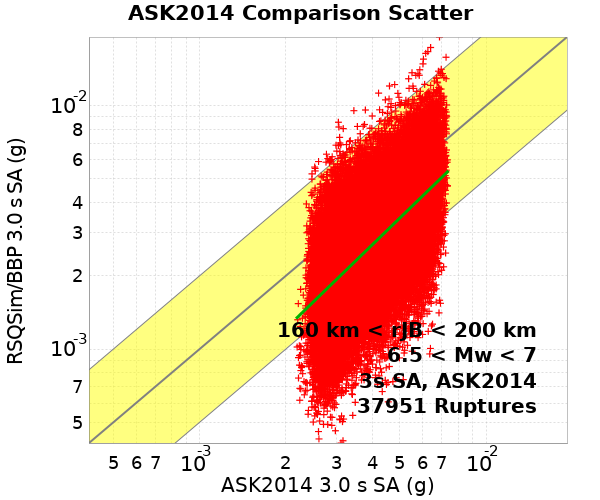 ASK2014 Comparison Scatter
RSQSim/BBP 3.0 s SA (g)
10-2
8
6
4
3
2
10-3
7
5
160 km < rJB < 200 km
6.5 < Mw < 7
3s SA, ASK2014
37951 Ruptures
5 6 7 10-3 2 3 4 5 6 7 10-2
ASK2014 3.0 s SA (g)